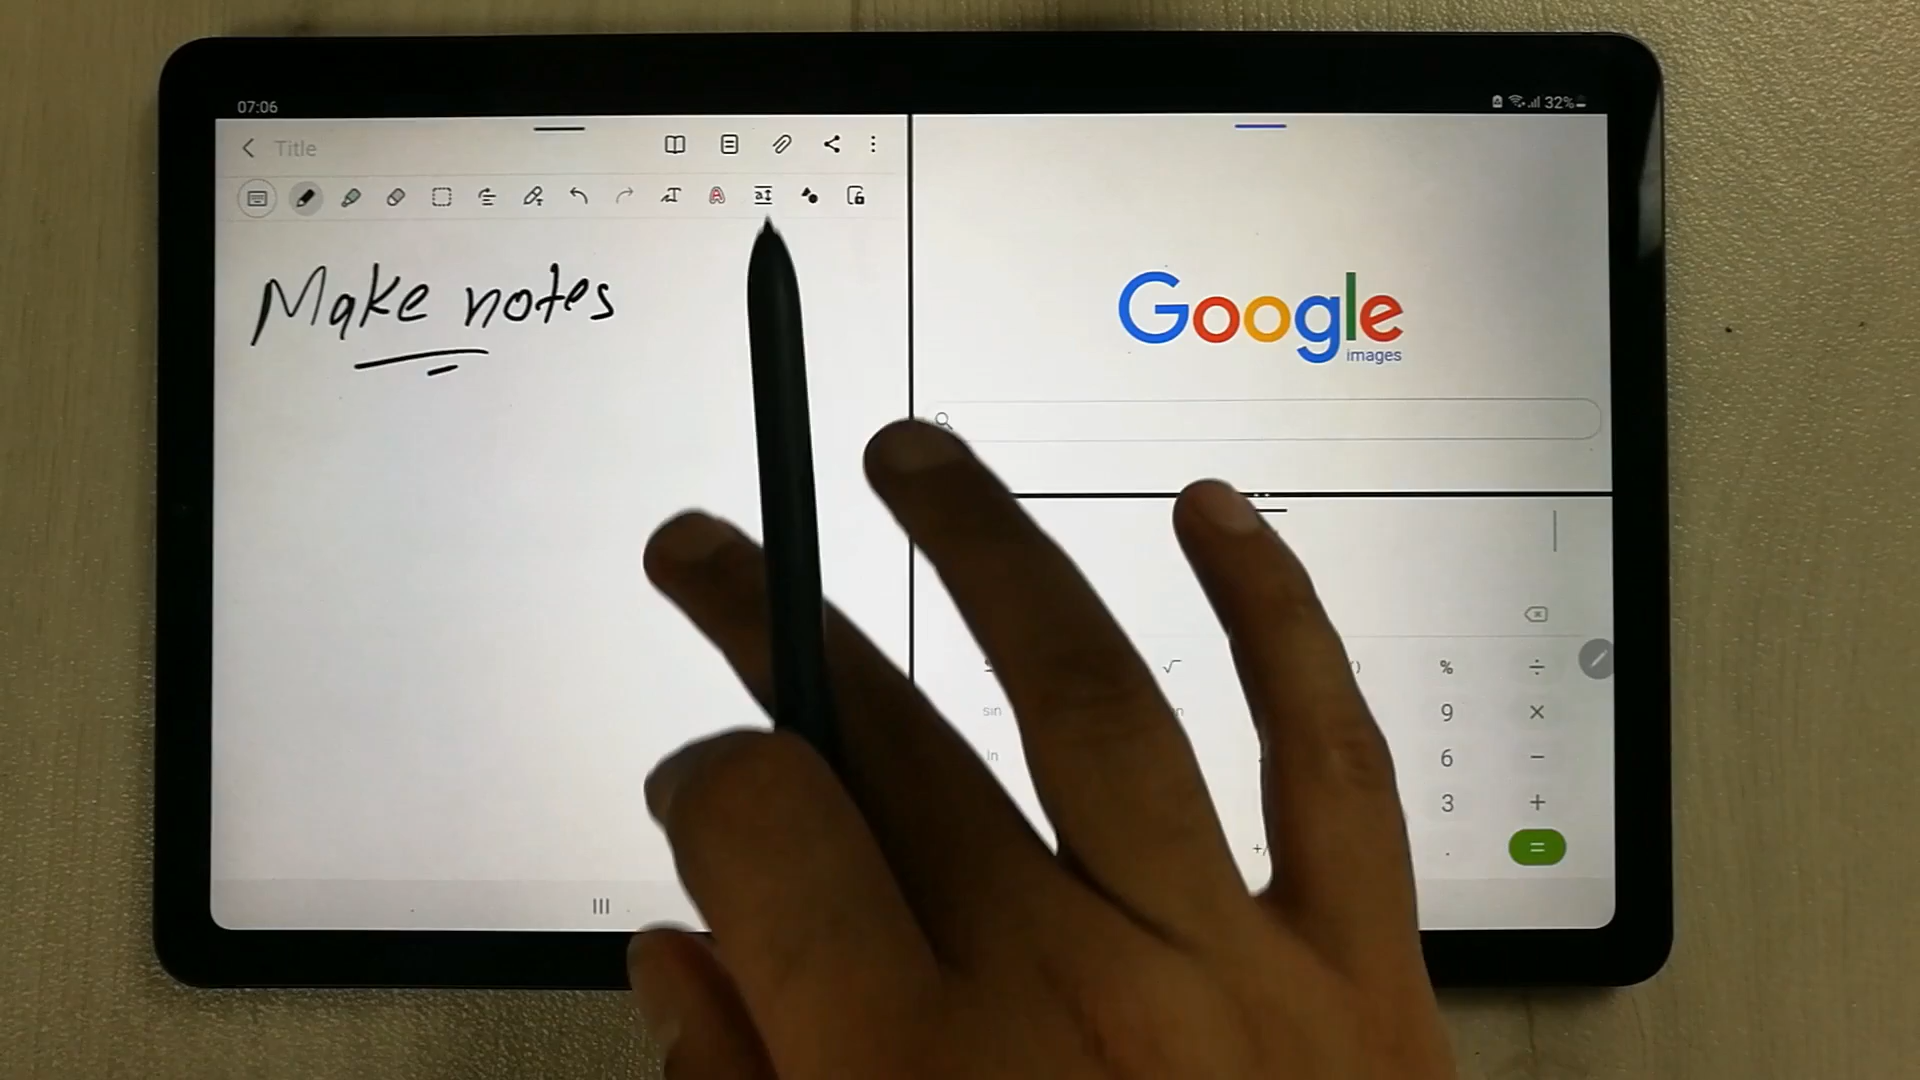 07:06
32%
Title
Make notes
Google
images
√ () % ÷
sin 9 ×
ln 6 −
3 +
+/ . =